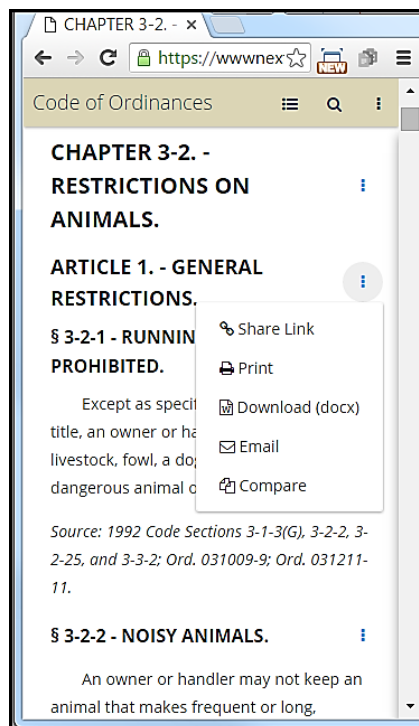 CHAPTER 3-2. -
https://wwwnex
NEW
Code of Ordinances
CHAPTER 3-2. -
RESTRICTIONS ON
ANIMALS.
ARTICLE 1. - GENERAL
RESTRICTIONS.
§ 3-2-1 - RUNNIN
PROHIBITED.
Share Link
Print
Download (docx)
Email
Compare
Except as specif
title, an owner or ha
livestock, fowl, a do
dangerous animal o
Source: 1992 Code Sections 3-1-3(G), 3-2-2, 3-
2-25, and 3-3-2; Ord. 031009-9; Ord. 031211-
11.
§ 3-2-2 - NOISY ANIMALS.
An owner or handler may not keep an
animal that makes frequent or long,